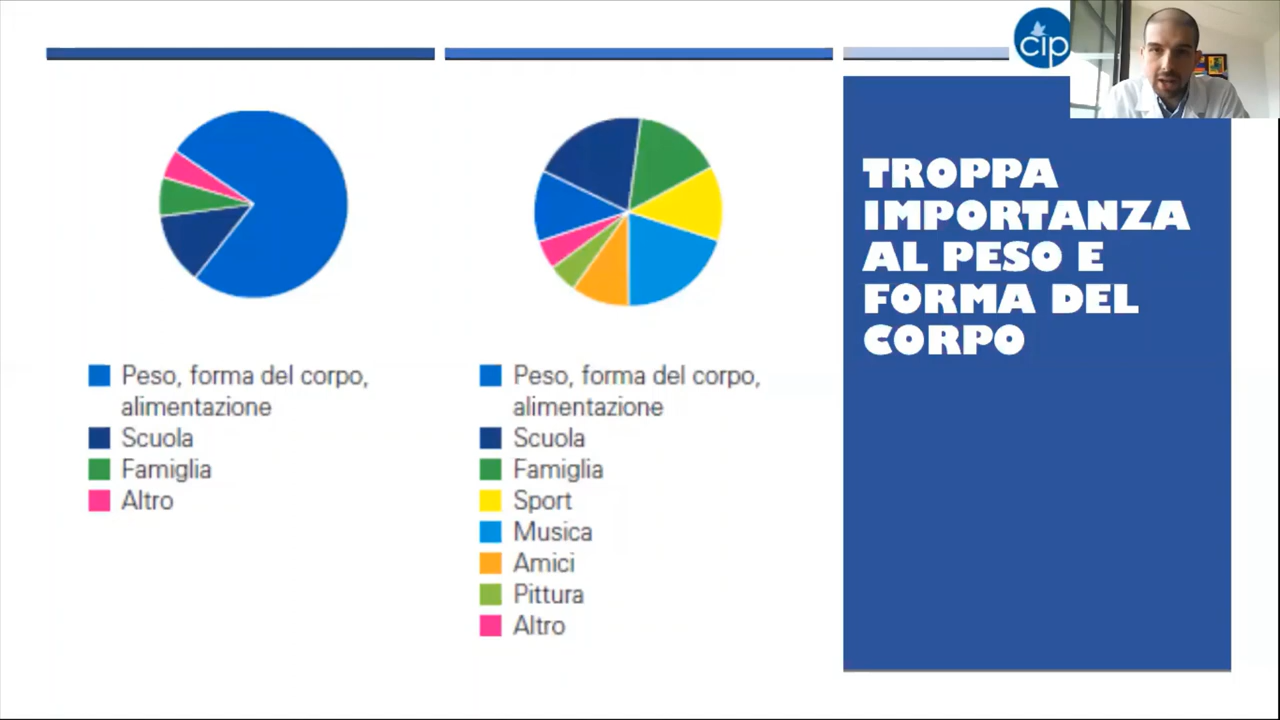 cip
TROPPA
IMPORTANZA
AL PESO E
FORMA DEL
CORPO
Peso, forma del corpo,
alimentazione
Scuola
Famiglia
Altro
Peso, forma del corpo,
alimentazione
Scuola
Famiglia
Sport
Musica
Amici
Pittura
Altro